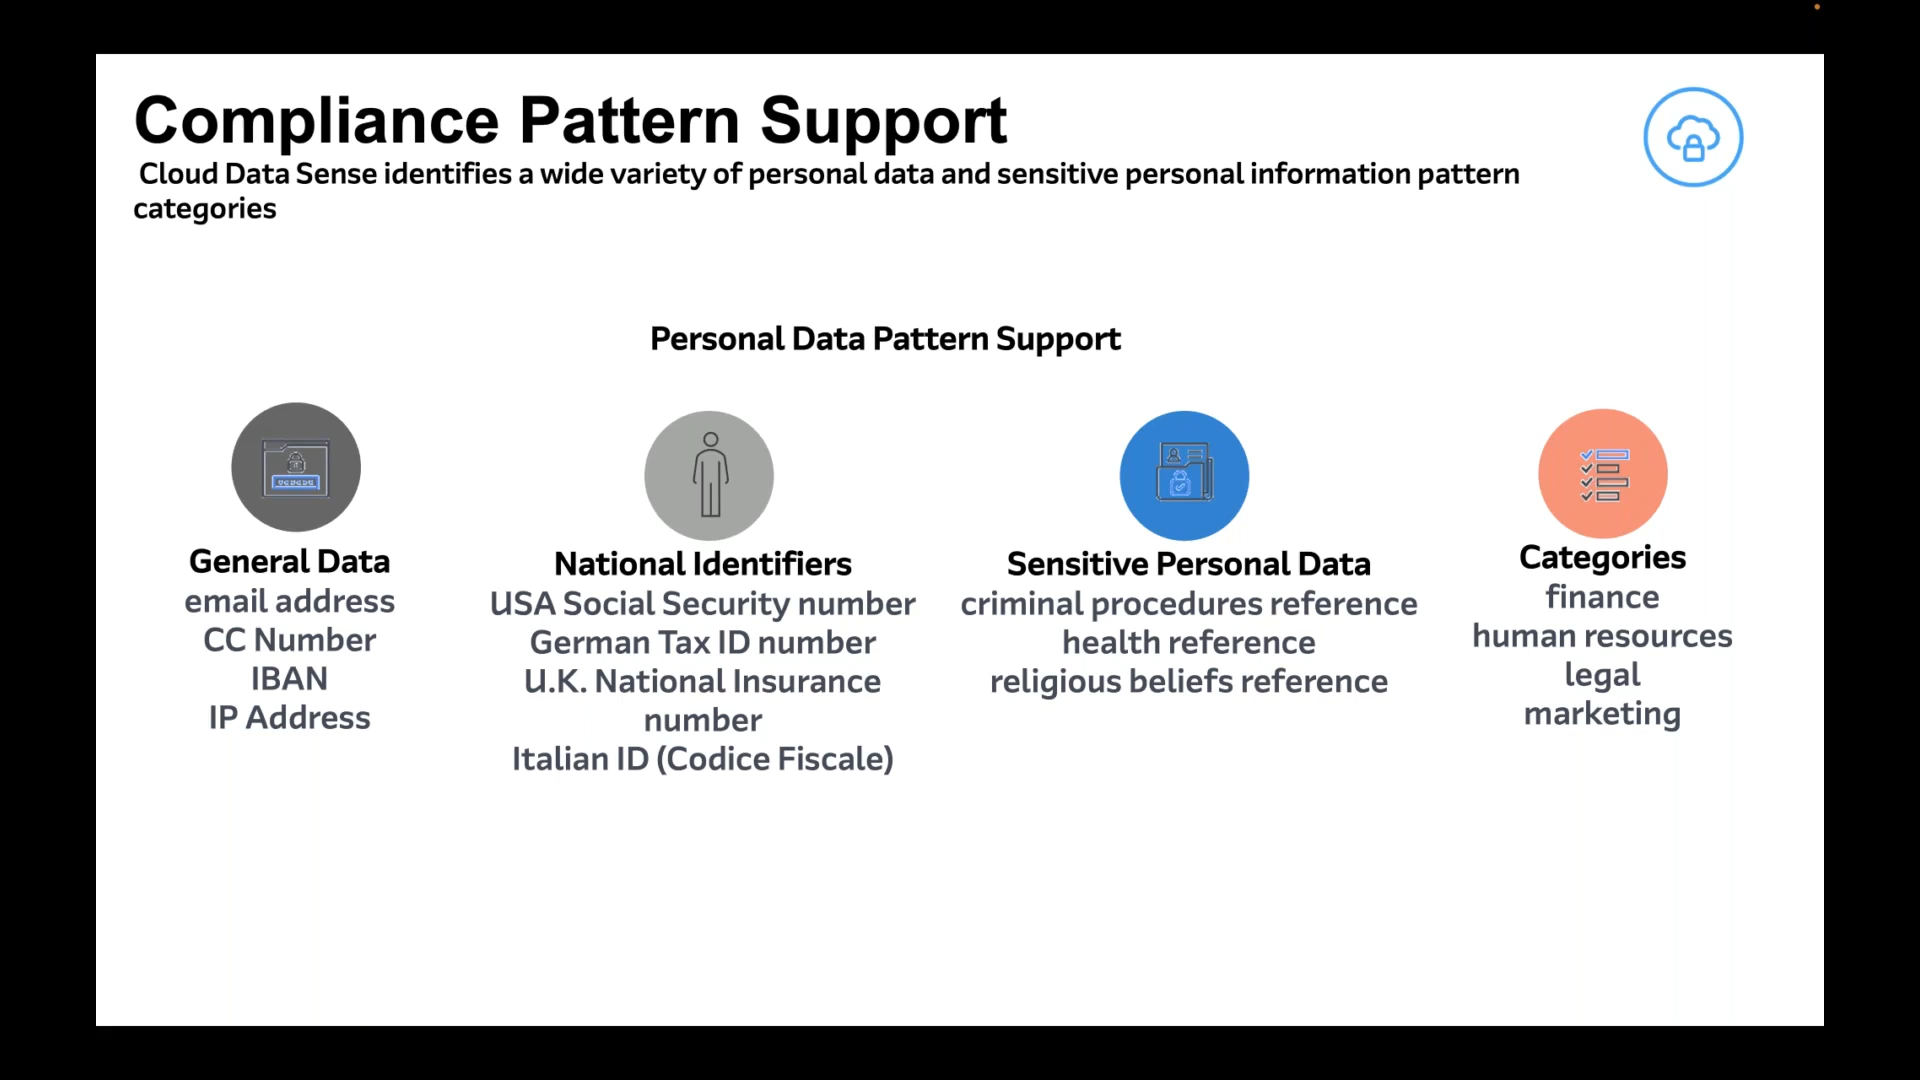 Compliance Pattern Support
Cloud Data Sense identifies a wide variety of personal data and sensitive personal information pattern
categories
Personal Data Pattern Support
General Data
email address
CC Number
IBAN
IP Address
National Identifiers
USA Social Security number
German Tax ID number
U.K. National Insurance
number
Italian ID (Codice Fiscale)
Sensitive Personal Data
criminal procedures reference
health reference
religious beliefs reference
Categories
finance
human resources
legal
marketing